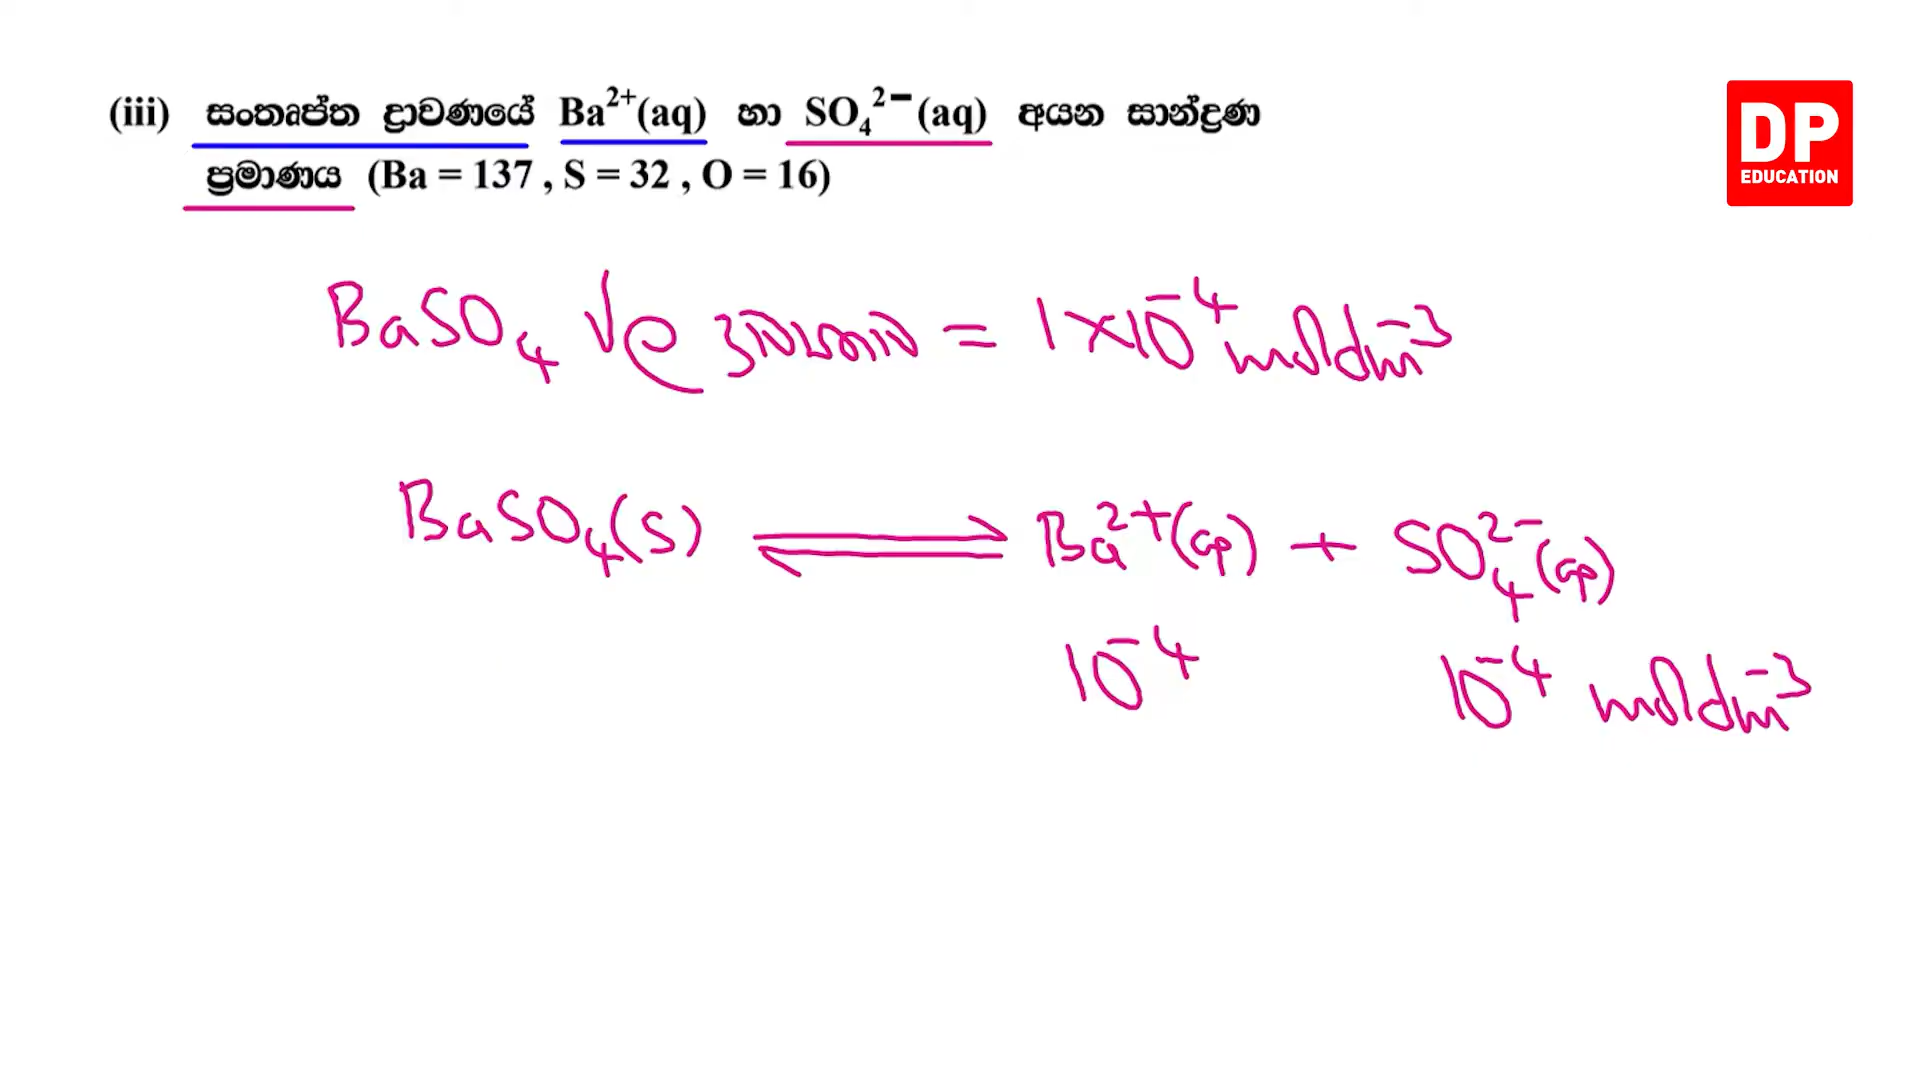 (iii) සංතෘප්ත ද්‍රාවණයේ Ba²⁺(aq) හා SO₄²⁻(aq) අයන සාන්ද්‍රණ
ප්‍රමාණය (Ba = 137 , S = 32 , O = 16)
DP
EDUCATION
BaSO₄ වල ද්‍රාව්‍යතාව = 1×10⁻⁴ moldm⁻³
BaSO₄(s) ⇌ Ba²⁺(aq) + SO₄²⁻(aq)
10⁻⁴ 10⁻⁴ moldm⁻³